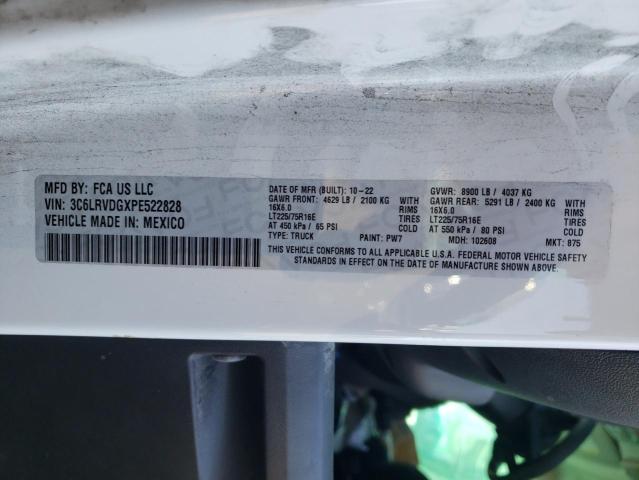 MFD BY: FCA US LLC
VIN: 3C6LRVDGXPE522828
VEHICLE MADE IN: MEXICO
DATE OF MFR (BUILT): 10-22
GAWR FRONT: 4629 LB / 2100 KG
16X6.0 RIMS
LT225/75R16E TIRES
AT 450 kPa / 65 PSI COLD
TYPE: TRUCK PAINT: PW7
GVWR: 8900 LB / 4037 KG
GAWR REAR: 5291 LB / 2400 KG
16X6.0 RIMS
LT225/75R16E TIRES
AT 550 kPa / 80 PSI COLD
MDH: 102608 MKT: 875
THIS VEHICLE CONFORMS TO ALL APPLICABLE U.S.A. FEDERAL MOTOR VEHICLE SAFETY
STANDARDS IN EFFECT ON THE DATE OF MANUFACTURE SHOWN ABOVE.